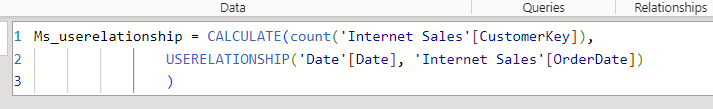 Data Queries Relationships
1 Ms_userelationship = CALCULATE(count('Internet Sales'[CustomerKey]),
2 USERELATIONSHIP('Date'[Date], 'Internet Sales'[OrderDate])
3 )